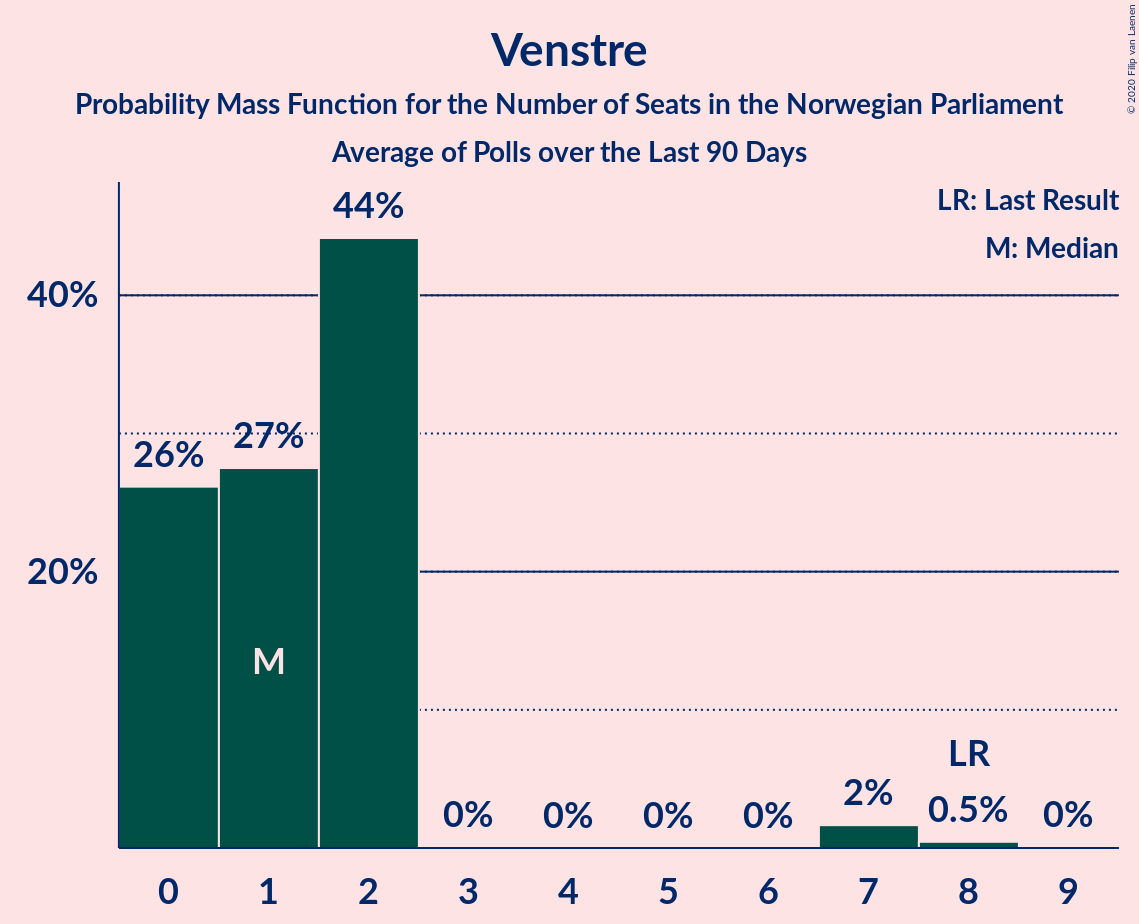 Venstre
Probability Mass Function for the Number of Seats in the Norwegian Parliament
Average of Polls over the Last 90 Days
© 2020 Filip van Laenen
LR: Last Result
M: Median
44%
40%
27%
26%
20%
M
LR
2%
0.5%
0% 0% 0% 0% 0%
0 1 2 3 4 5 6 7 8 9